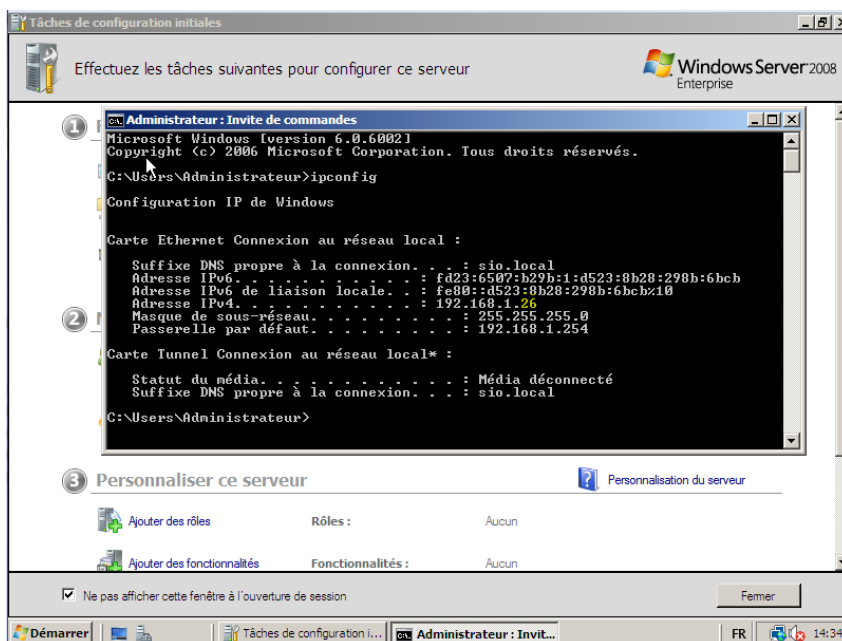 Tâches de configuration initiales
Effectuez les tâches suivantes pour configurer ce serveur
Windows Server 2008
Enterprise
1
Administrateur : Invite de commandes
Microsoft Windows [version 6.0.6002]
Copyright (c) 2006 Microsoft Corporation. Tous droits réservés.
C:\Users\Administrateur>ipconfig
Configuration IP de Windows
Carte Ethernet Connexion au réseau local :
Suffixe DNS propre à la connexion. . . : sio.local
Adresse IPv6. . . . . . . . . . . : fd23:6507:b29b:1:d523:8b28:298b:6bcb
Adresse IPv6 de liaison locale. . : fe80::d523:8b28:298b:6bcb%10
Adresse IPv4. . . . . . . . . . . : 192.168.1.26
Masque de sous-réseau. . . . . . . . . : 255.255.255.0
Passerelle par défaut. . . . . . . . . : 192.168.1.254
2
Carte Tunnel Connexion au réseau local* :
Statut du média. . . . . . . . . . . . : Média déconnecté
Suffixe DNS propre à la connexion. . . : sio.local
C:\Users\Administrateur>
3 Personnaliser ce serveur
Personnalisation du serveur
Ajouter des rôles Rôles : Aucun
Ajouter des fonctionnalités Fonctionnalités : Aucun
Ne pas afficher cette fenêtre à l'ouverture de session
Fermer
Démarrer Tâches de configuration i... Administrateur : Invit... FR 14:34